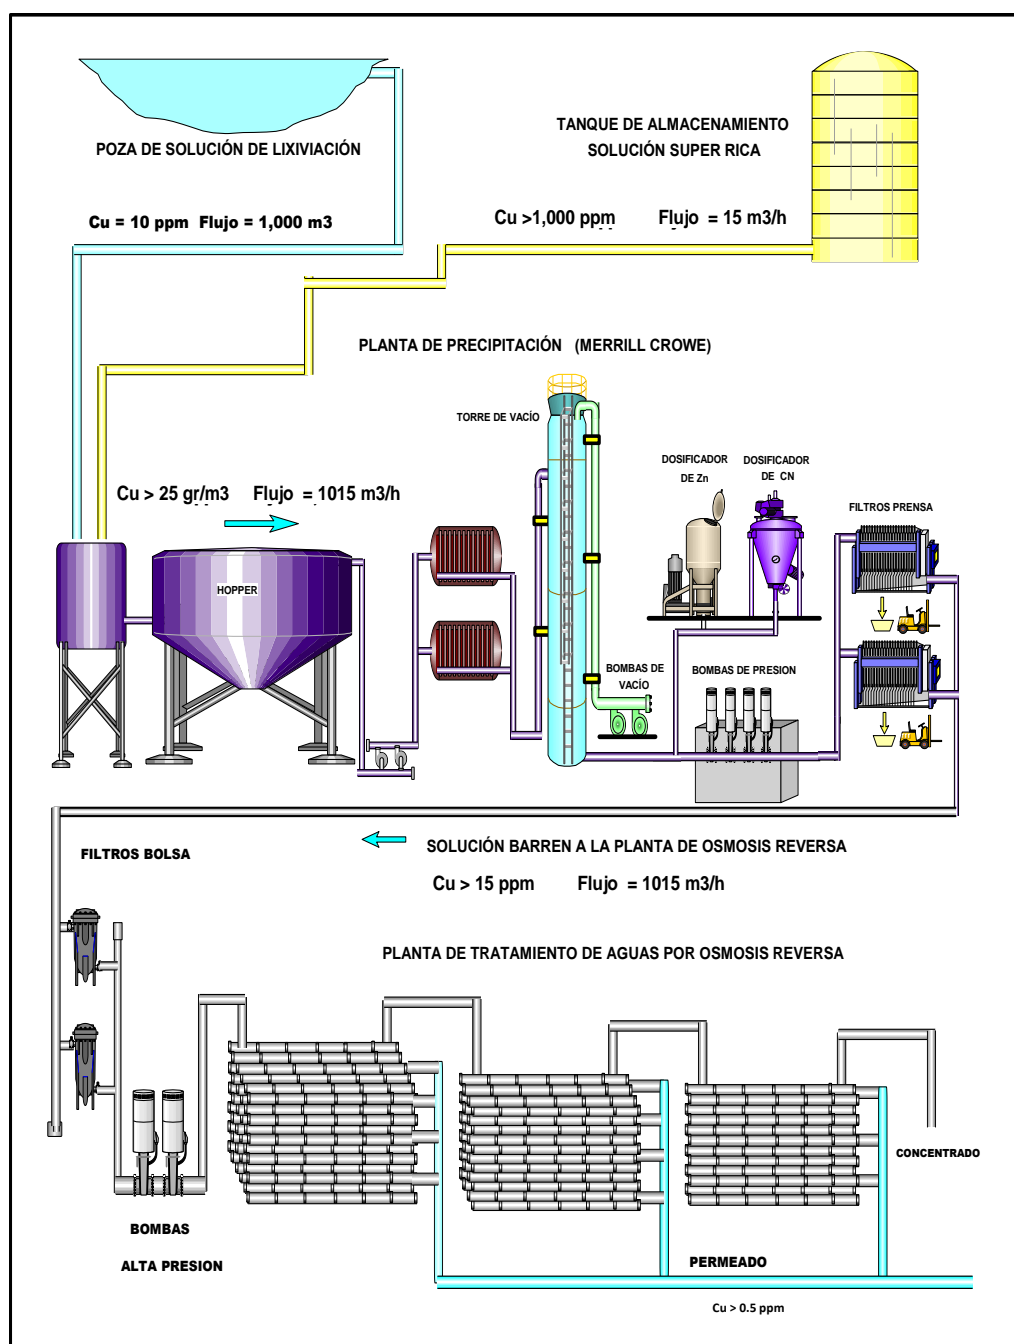 TANQUE DE ALMACENAMIENTO
SOLUCIÓN SUPER RICA
POZA DE SOLUCIÓN DE LIXIVIACIÓN
Cu = 10 ppm Flujo = 1,000 m3
Cu >1,000 ppm Flujo = 15 m3/h
PLANTA DE PRECIPITACIÓN (MERRILL CROWE)
TORRE DE VACÍO
DOSIFICADOR
DE Zn
DOSIFICADOR
DE CN
Cu > 25 gr/m3 Flujo = 1015 m3/h
FILTROS PRENSA
HOPPER
BOMBAS DE
VACÍO
BOMBAS DE PRESION
SOLUCIÓN BARREN A LA PLANTA DE OSMOSIS REVERSA
FILTROS BOLSA
Cu > 15 ppm Flujo = 1015 m3/h
PLANTA DE TRATAMIENTO DE AGUAS POR OSMOSIS REVERSA
CONCENTRADO
BOMBAS
ALTA PRESION
PERMEADO
Cu > 0.5 ppm